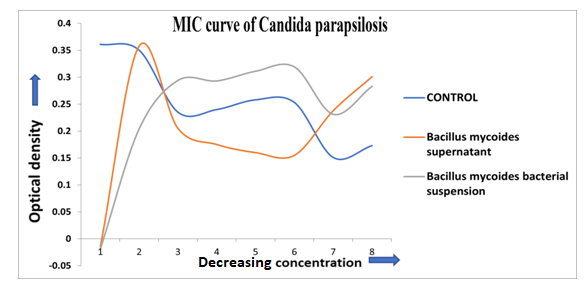 MIC curve of Candida parapsilosis
0.4
0.35
0.3
0.25
0.2
0.15
0.1
0.05
0
-0.05
Optical density
1 2 3 4 5 6 7 8
Decreasing concentration
CONTROL
Bacillus mycoides
supernatant
Bacillus mycoides bacterial
suspension